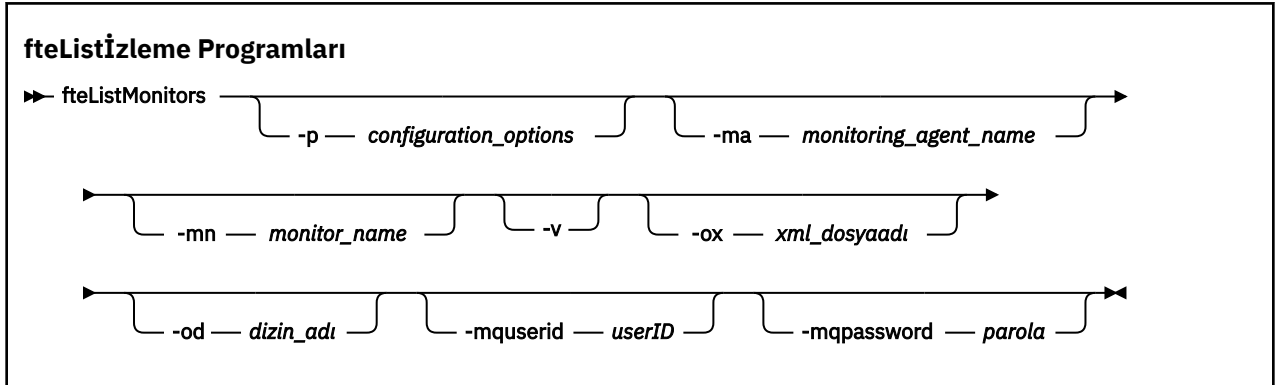 fteListİzleme Programları
fteListMonitors
-p configuration_options -ma monitoring_agent_name
-mn monitor_name -v -ox xml_dosyaadı
-od dizin_adı -mquserid userID -mqpassword parola